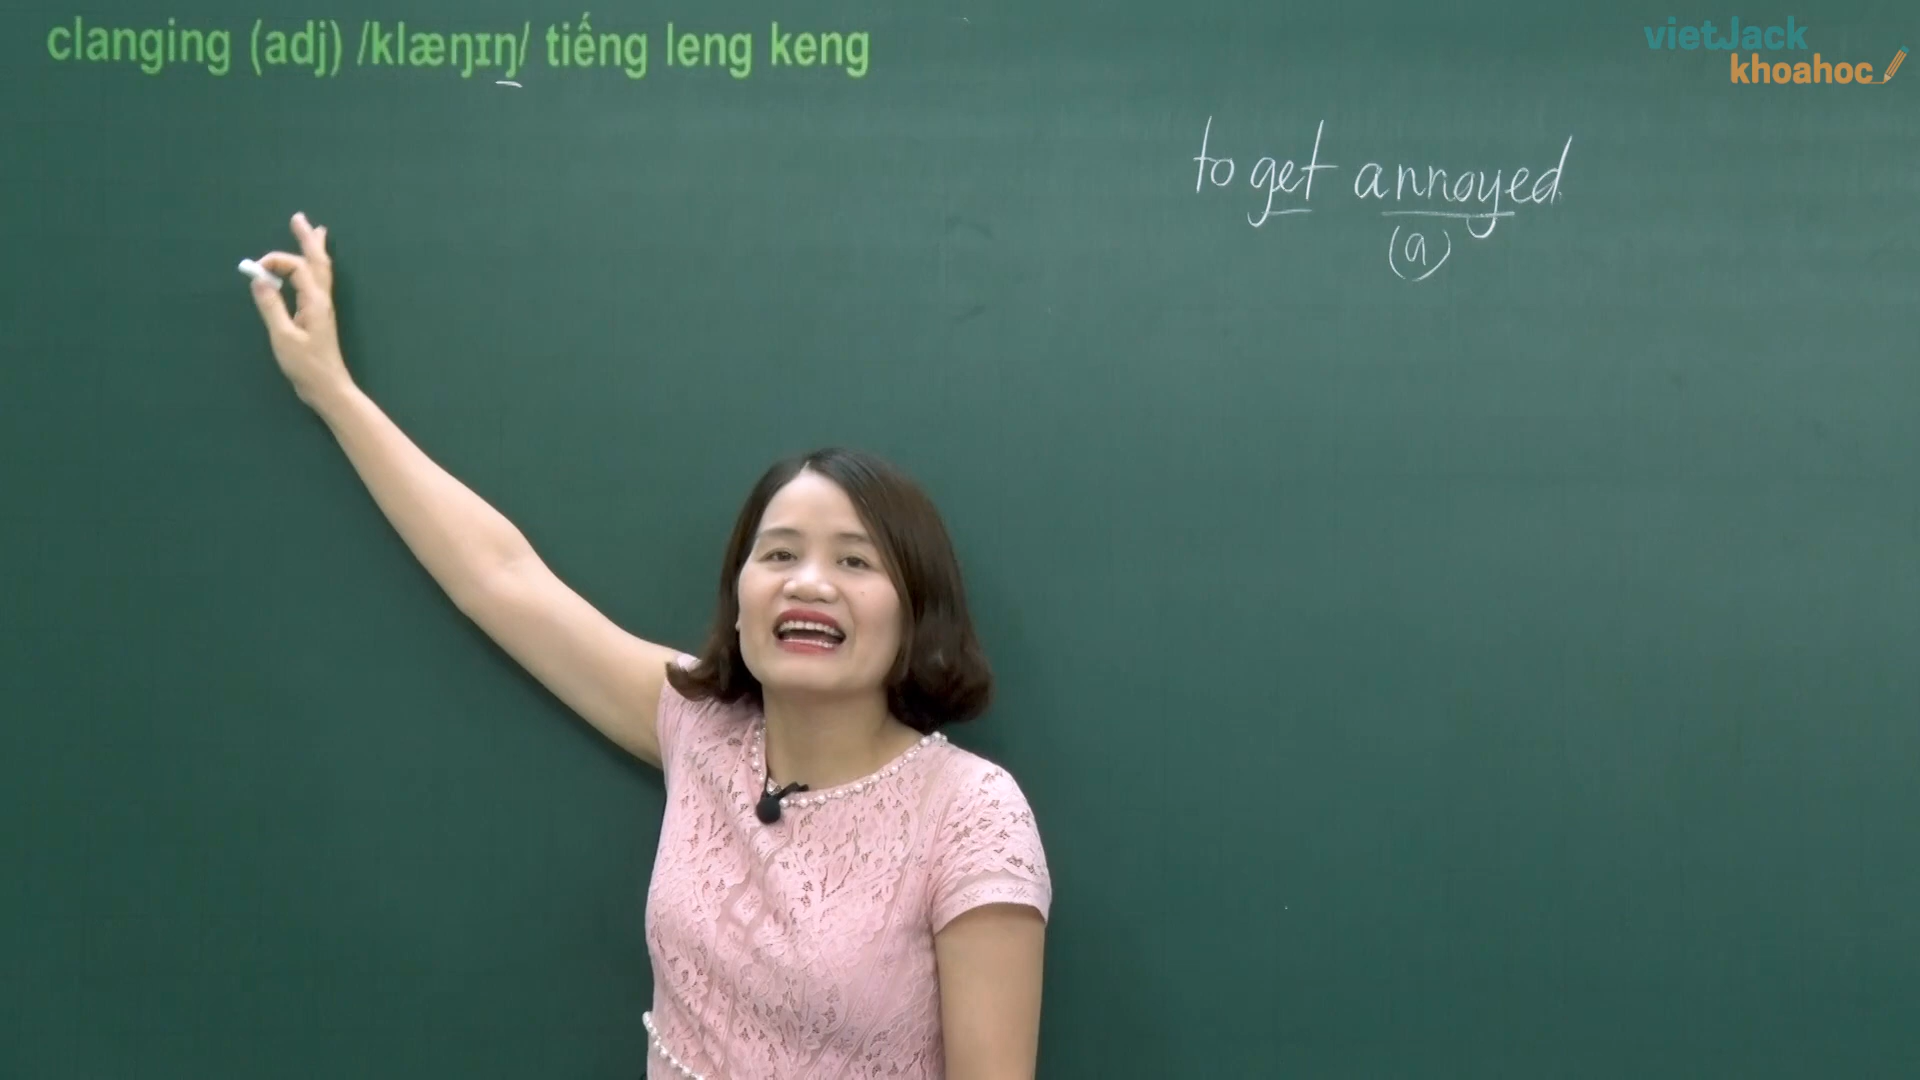 clanging (adj) /klæŋɪŋ/ tiếng leng keng
vietJack
khoahoc
to get annoyed
(a)